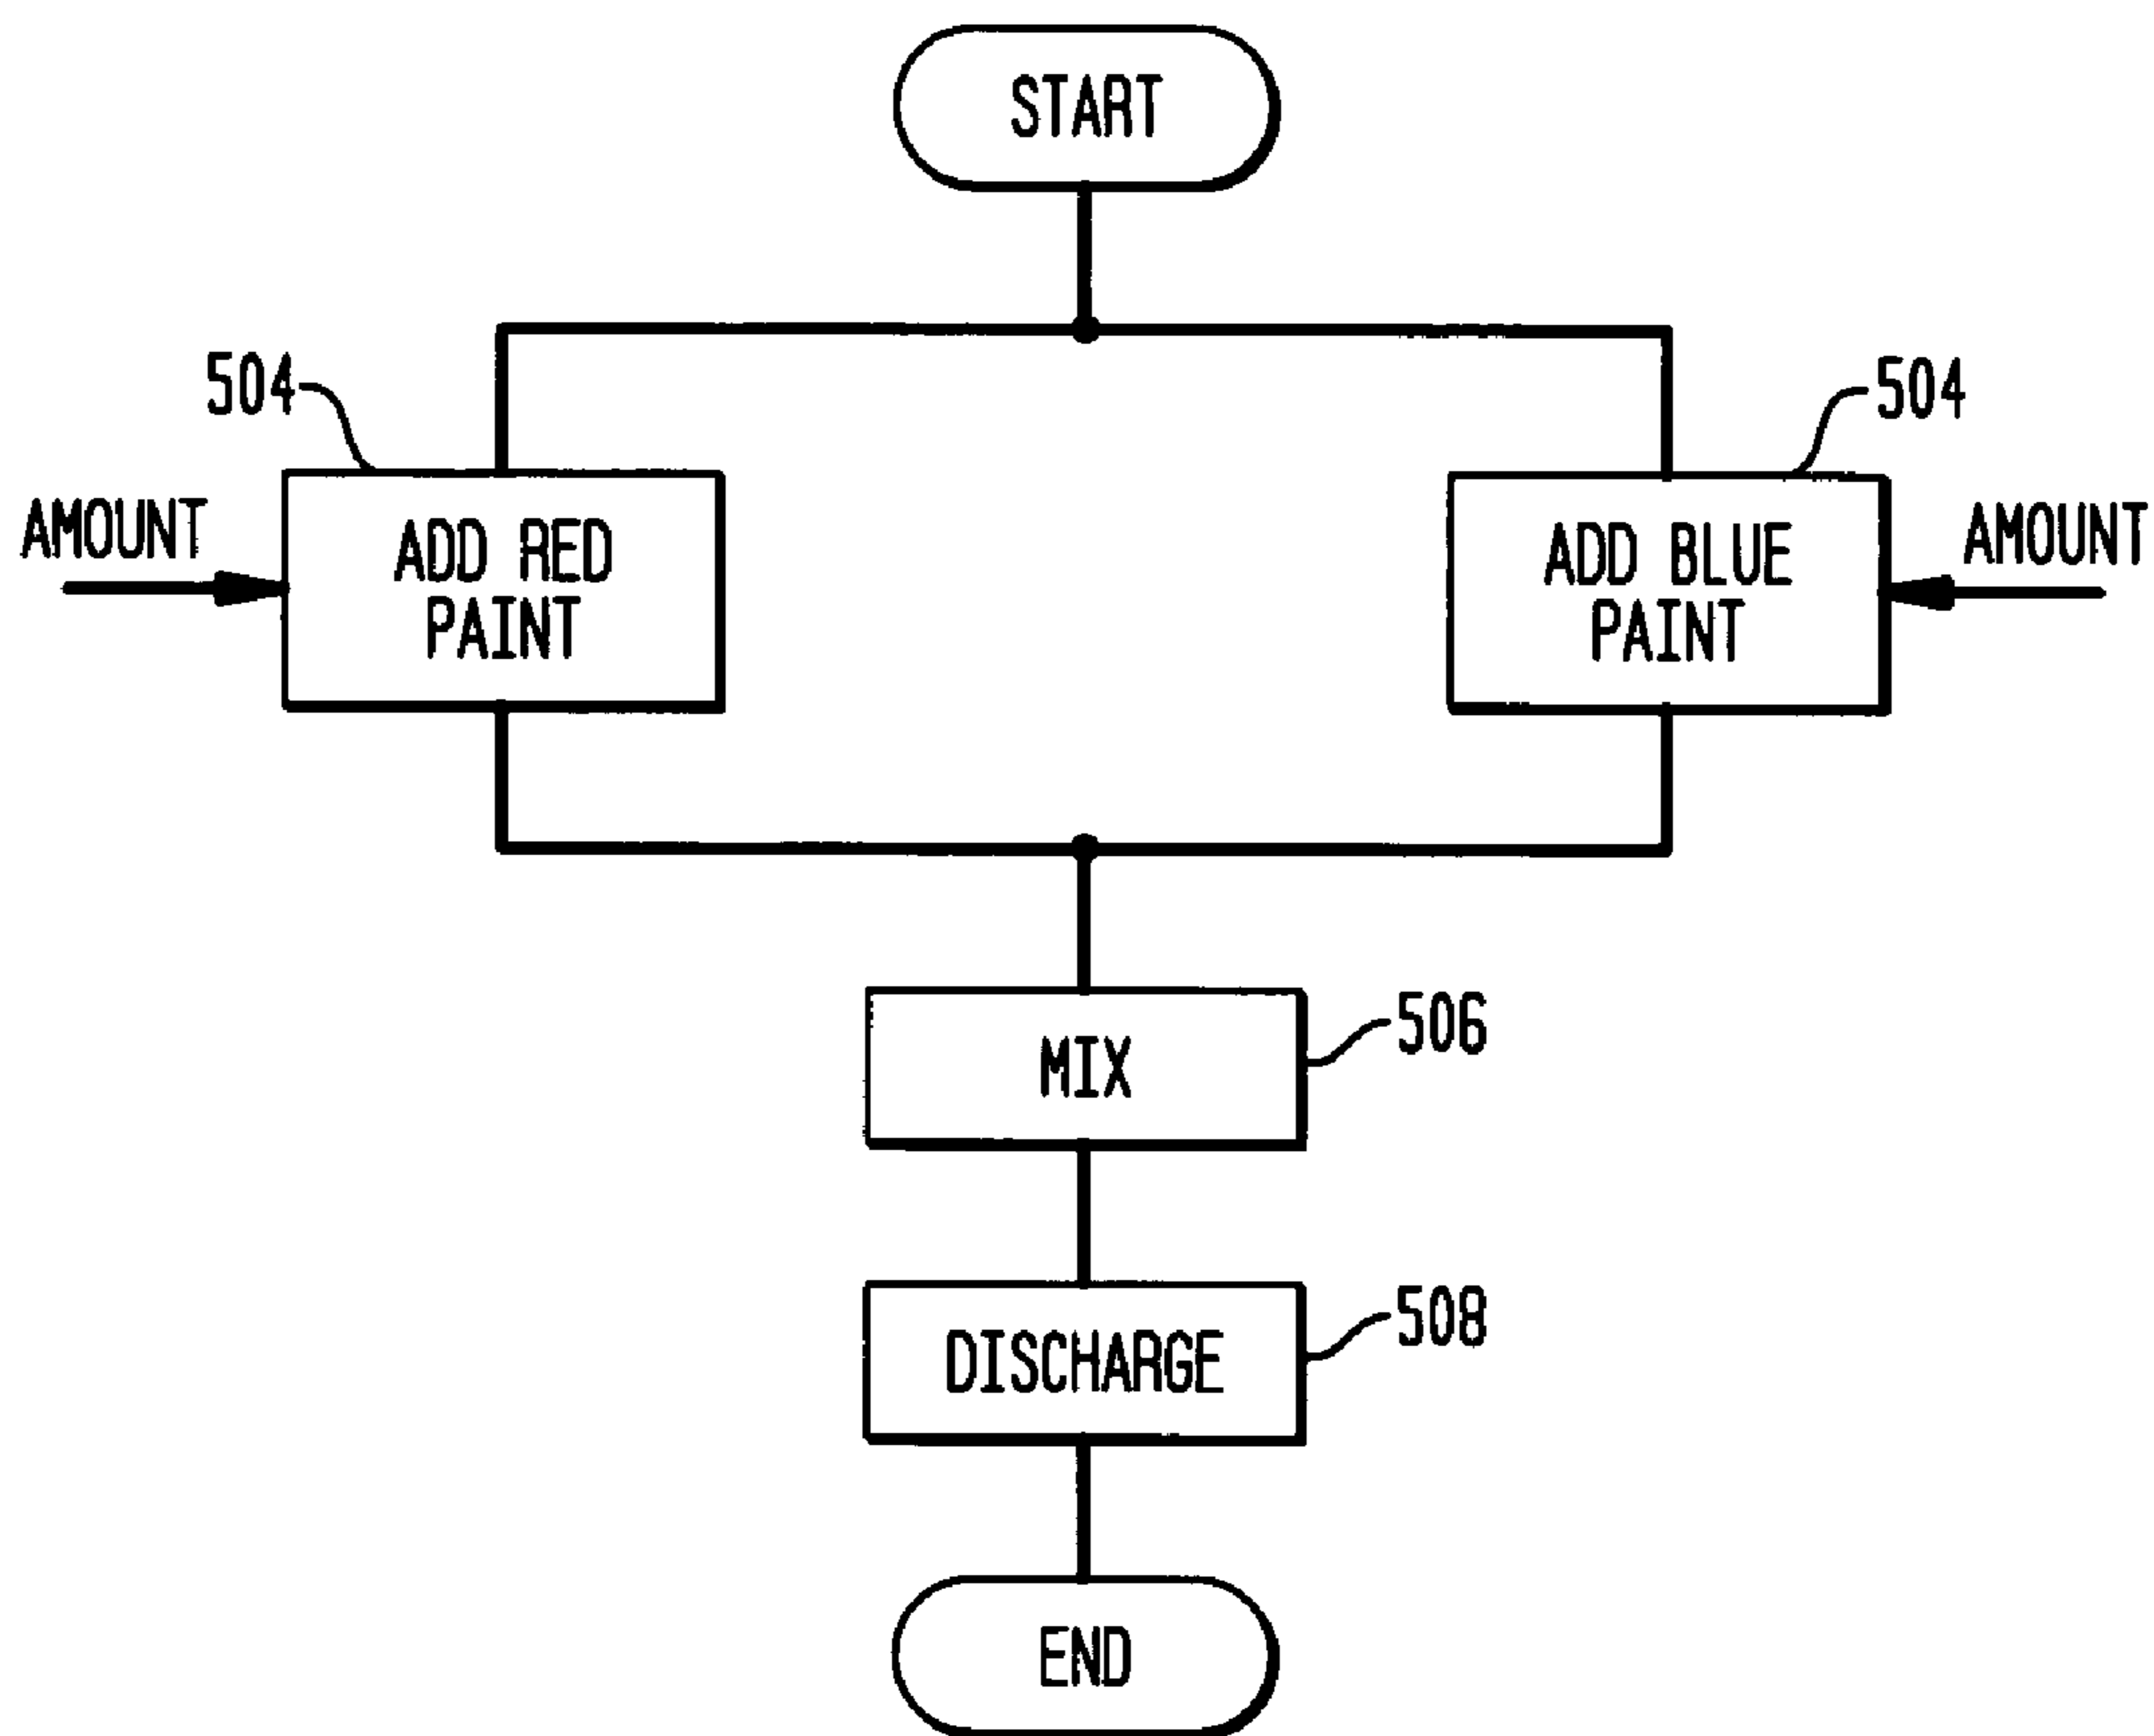 START
504
504
AMOUNT
ADD RED
PAINT
ADD BLUE
PAINT
AMOUNT
MIX
506
DISCHARGE
508
END